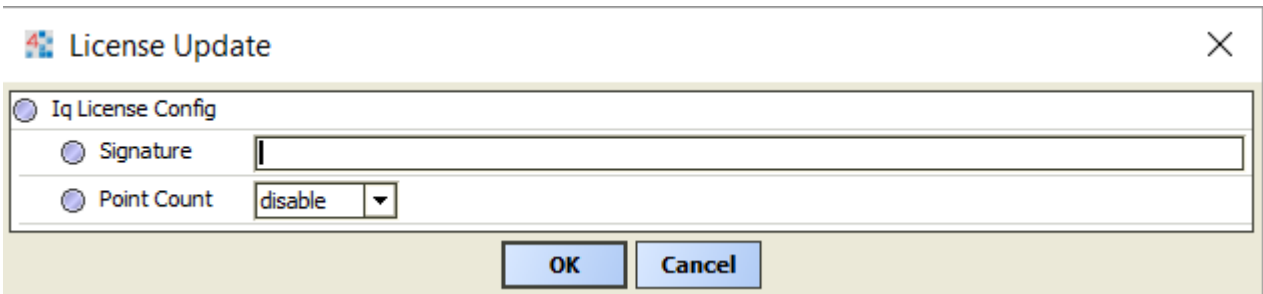 License Update
Iq License Config
Signature
Point Count disable
OK Cancel